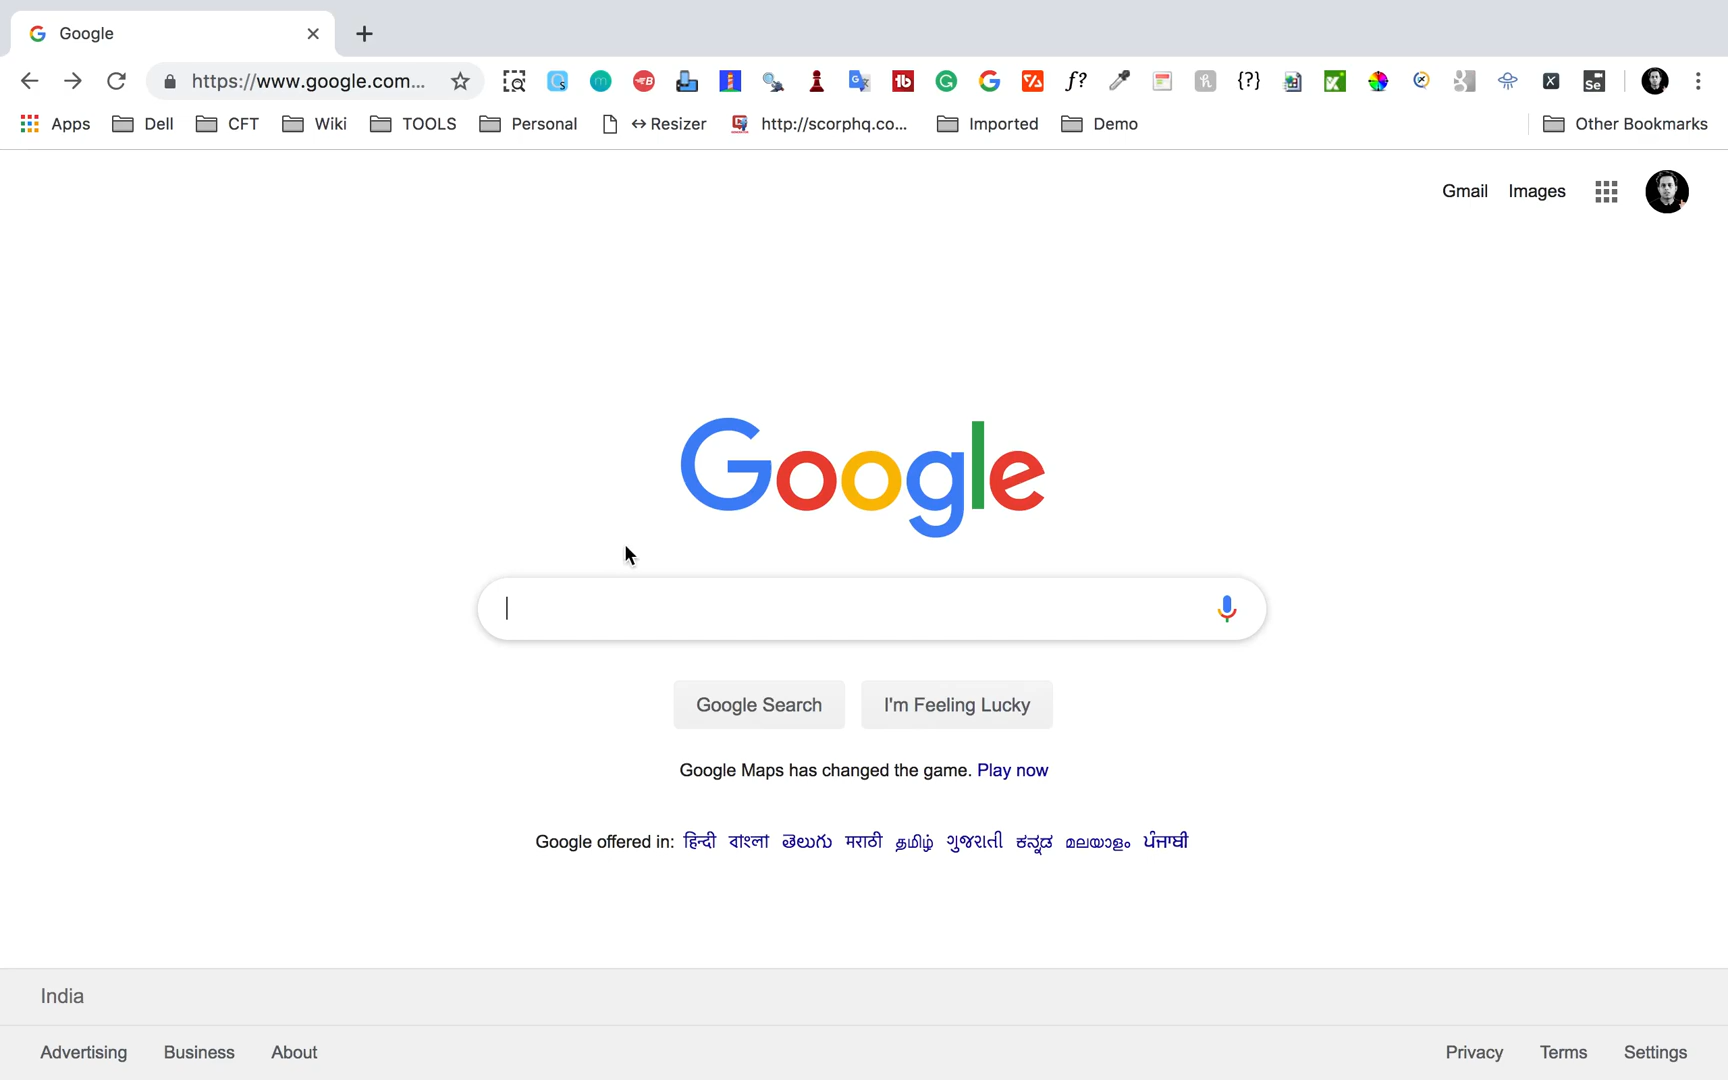 Google
https://www.google.com...
Apps Dell CFT Wiki TOOLS Personal ↔ Resizer http://scorphq.co... Imported Demo Other Bookmarks
Gmail Images
Google
Google Search I'm Feeling Lucky
Google Maps has changed the game. Play now
Google offered in: हिन्दी বাংলা తెలుగు मराठी தமிழ் ગુજરાતી ಕನ್ನಡ മലയാളം ਪੰਜਾਬੀ
India
Advertising Business About Privacy Terms Settings